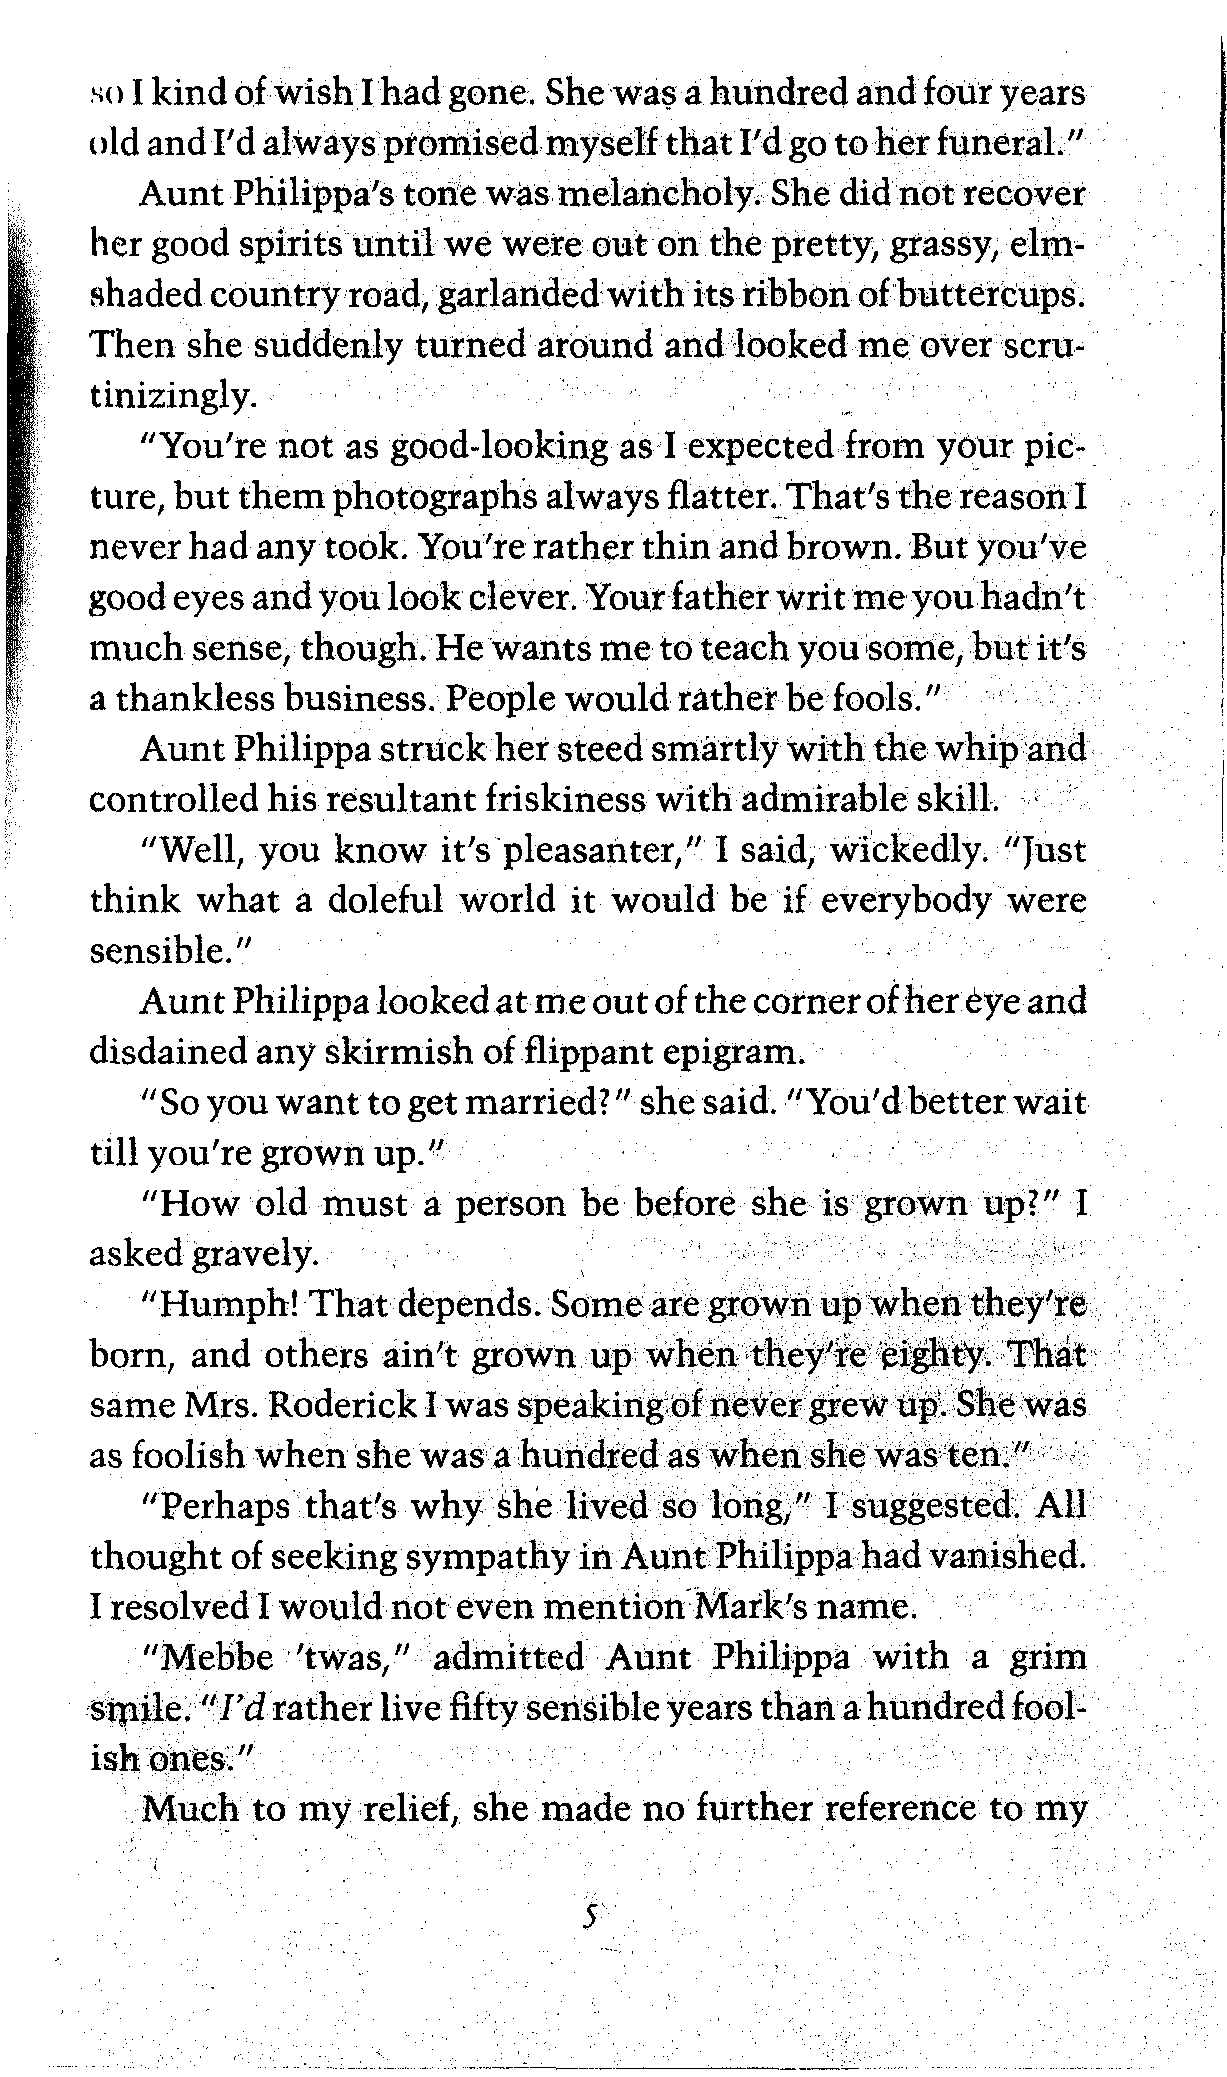 so I kind of wish I had gone. She was a hundred and four years
old and I'd always promised myself that I'd go to her funeral."
Aunt Philippa's tone was melancholy. She did not recover
her good spirits until we were out on the pretty, grassy, elm-
shaded country road, garlanded with its ribbon of buttercups.
Then she suddenly turned around and looked me over scru-
tinizingly.
"You're not as good-looking as I expected from your pic-
ture, but them photographs always flatter. That's the reason I
never had any took. You're rather thin and brown. But you've
good eyes and you look clever. Your father writ me you hadn't
much sense, though. He wants me to teach you some, but it's
a thankless business. People would rather be fools."
Aunt Philippa struck her steed smartly with the whip and
controlled his resultant friskiness with admirable skill.
"Well, you know it's pleasanter," I said, wickedly. "Just
think what a doleful world it would be if everybody were
sensible."
Aunt Philippa looked at me out of the corner of her eye and
disdained any skirmish of flippant epigram.
"So you want to get married?" she said. "You'd better wait
till you're grown up."
"How old must a person be before she is grown up?" I
asked gravely.
"Humph! That depends. Some are grown up when they're
born, and others ain't grown up when they're eighty. That
same Mrs. Roderick I was speaking of never grew up. She was
as foolish when she was a hundred as when she was ten."
"Perhaps that's why she lived so long," I suggested. All
thought of seeking sympathy in Aunt Philippa had vanished.
I resolved I would not even mention Mark's name.
"Mebbe 'twas," admitted Aunt Philippa with a grim
smile. "I'd rather live fifty sensible years than a hundred fool-
ish ones."
Much to my relief, she made no further reference to my
5